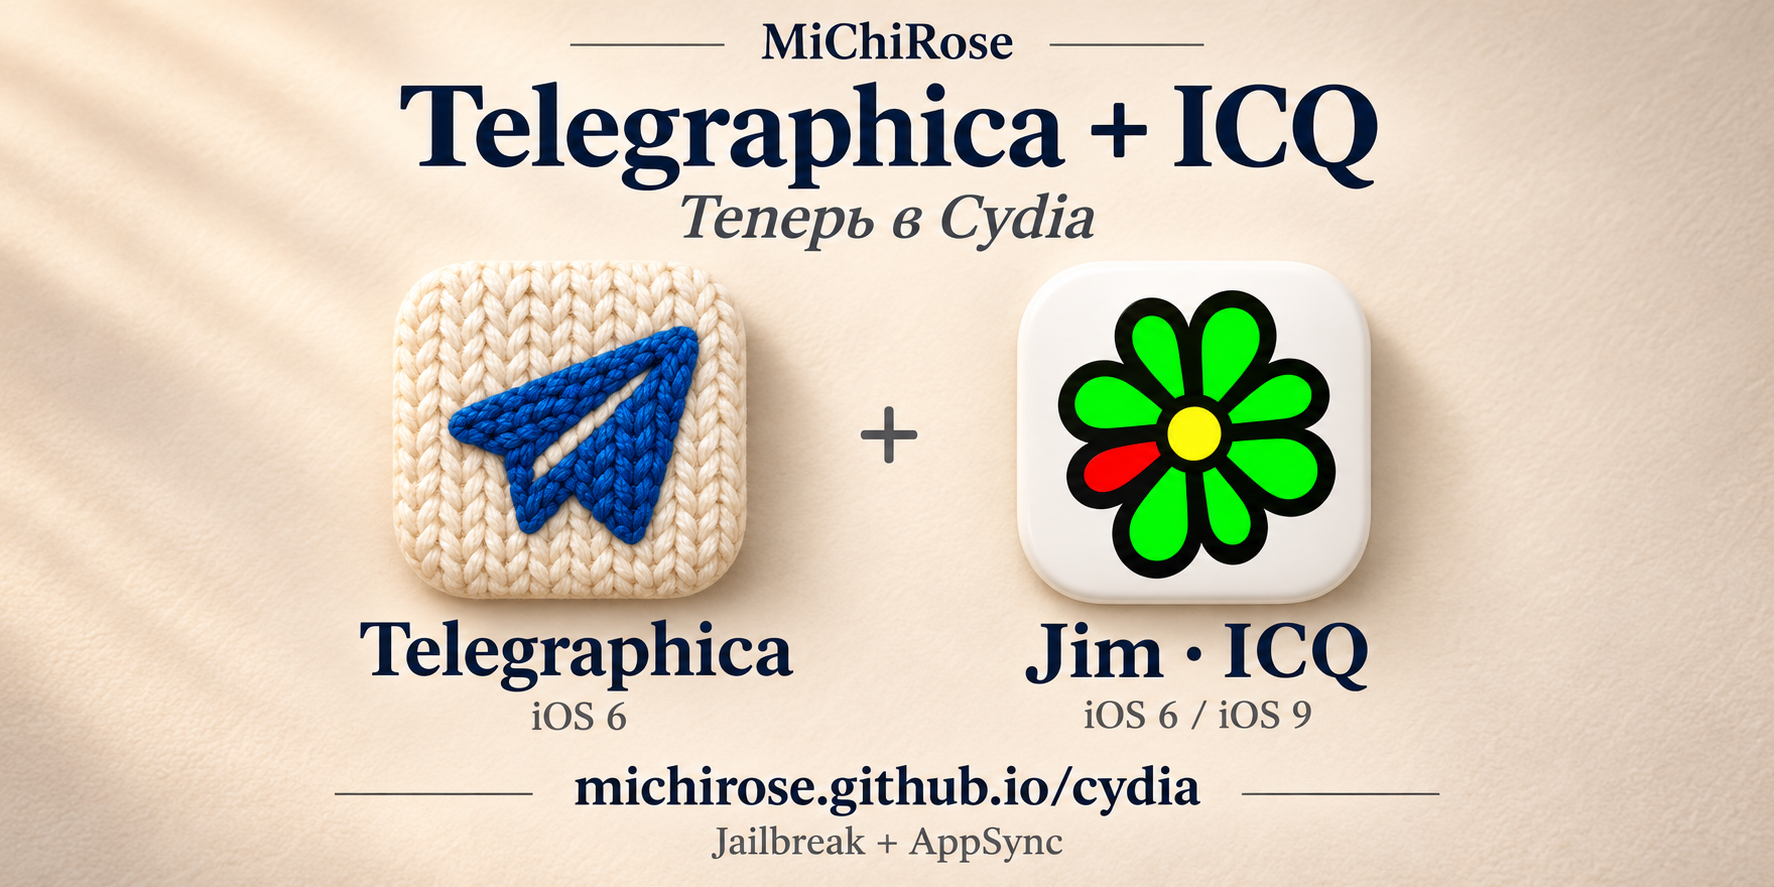 MiChiRose
Telegraphica + ICQ
Теперь в Cydia
+
Telegraphica
Jim · ICQ
iOS 6
iOS 6 / iOS 9
michirose.github.io/cydia
Jailbreak + AppSync